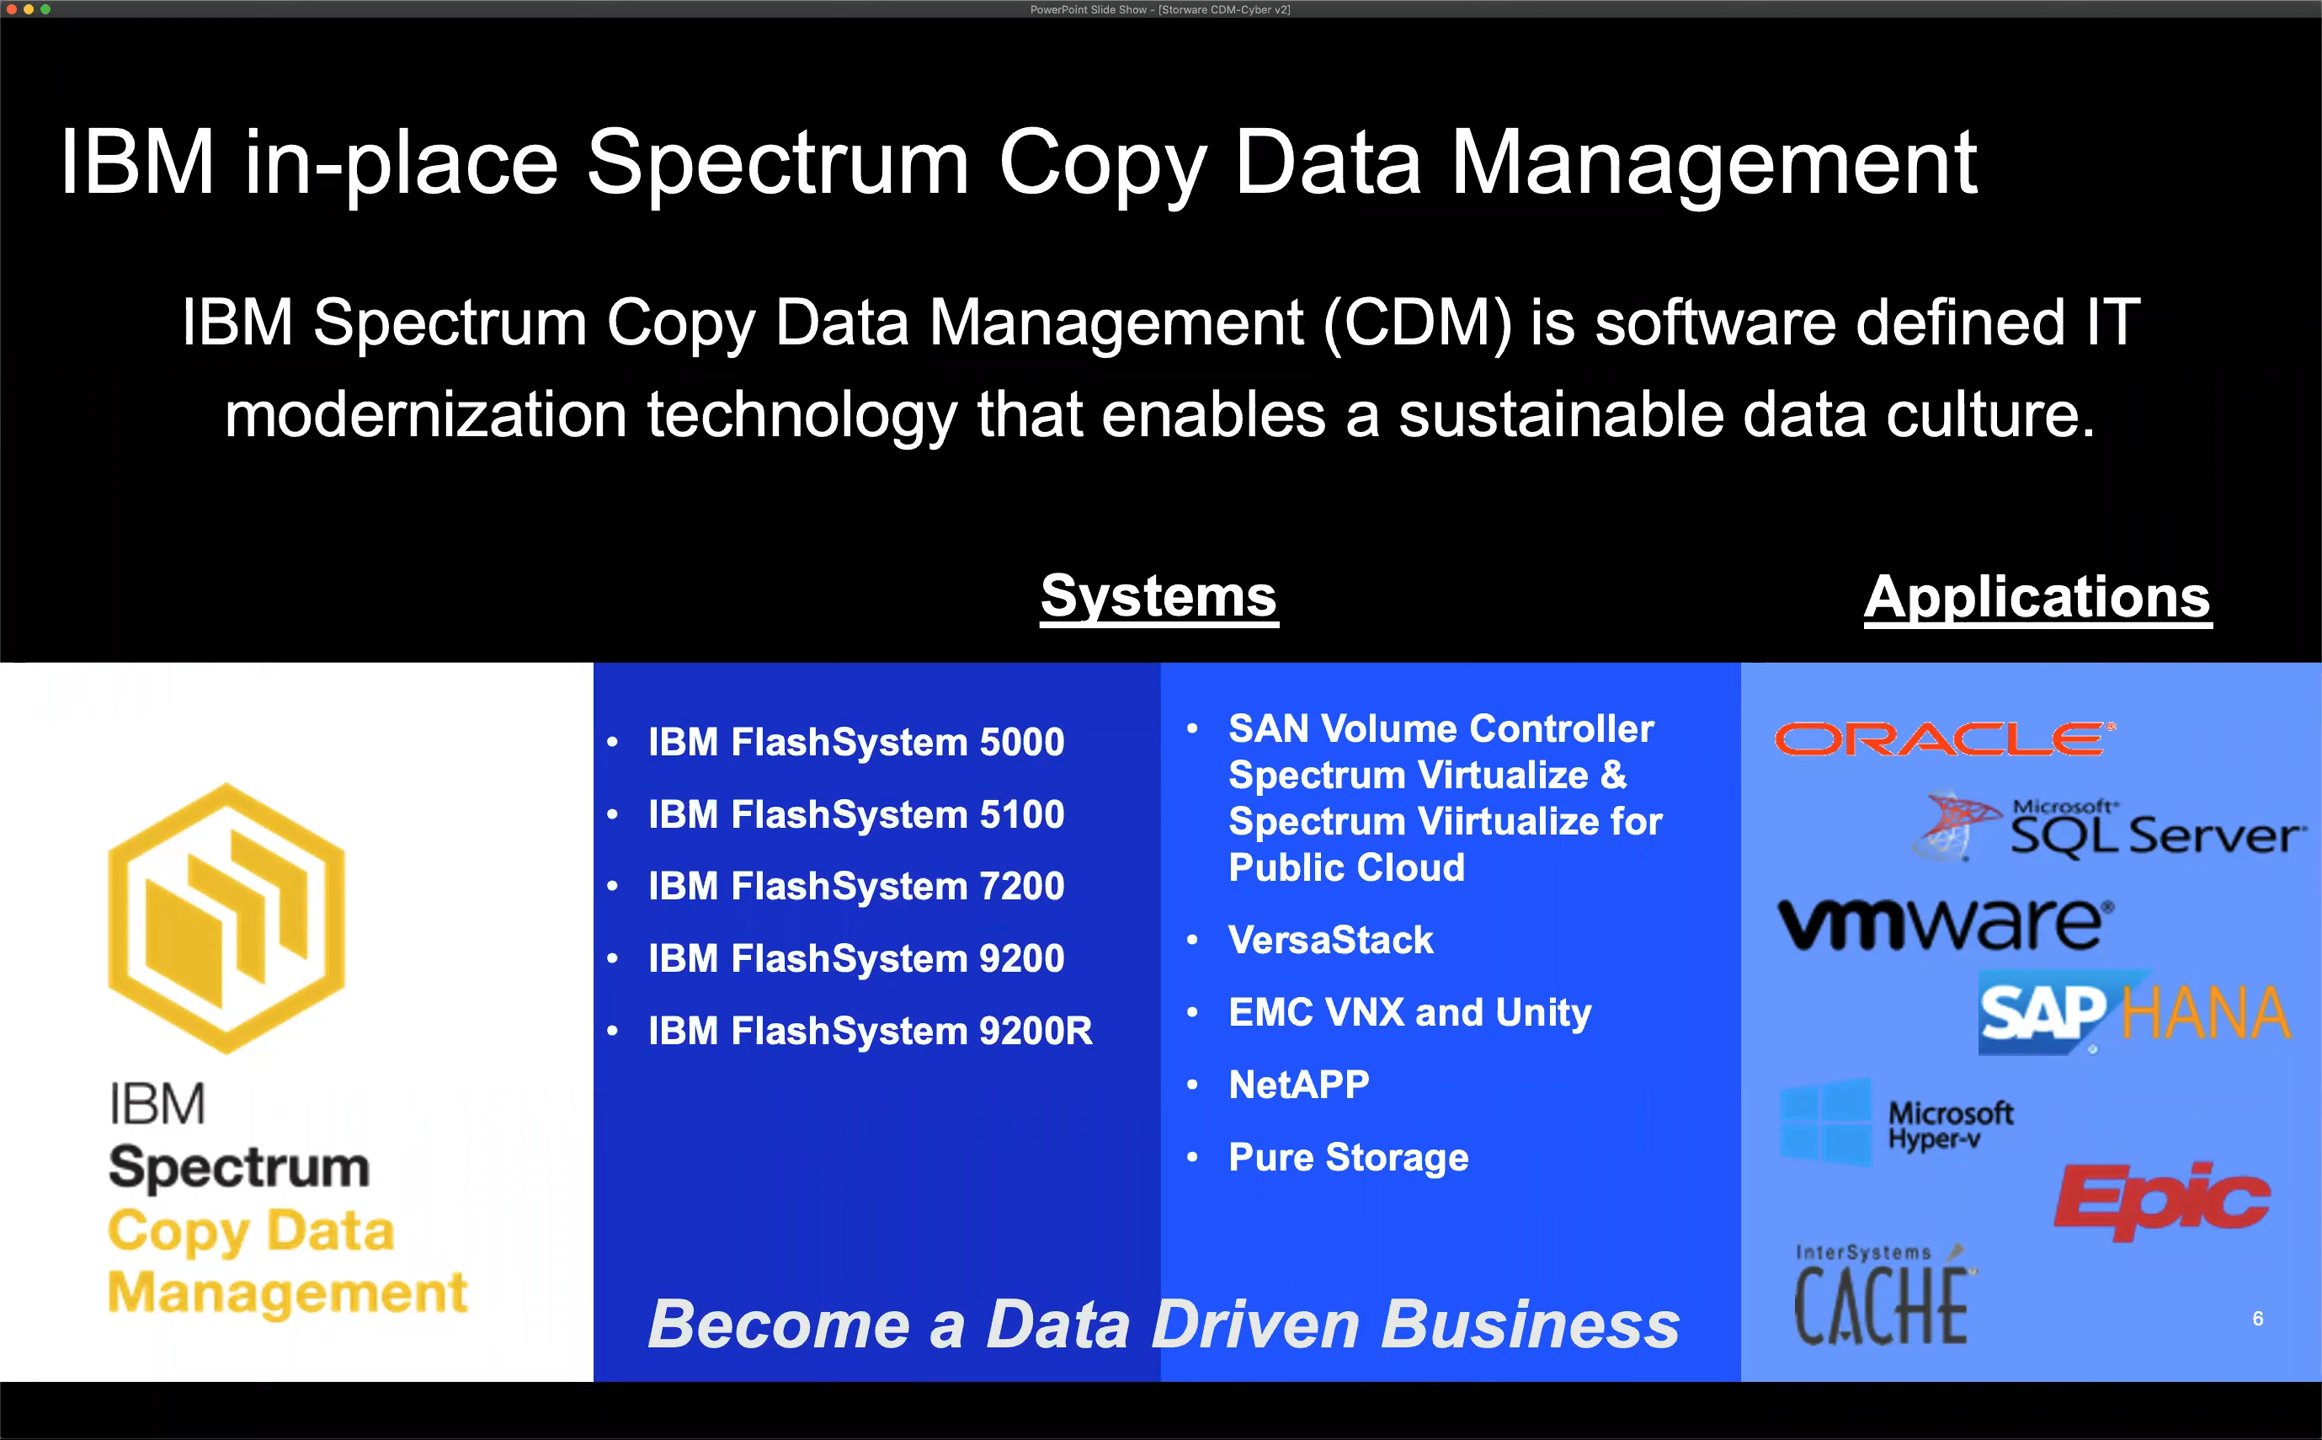 PowerPoint Slide Show - [Storware CDM-Cyber v2]
IBM in-place Spectrum Copy Data Management
IBM Spectrum Copy Data Management (CDM) is software defined IT
modernization technology that enables a sustainable data culture.
Systems
Applications
IBM
Spectrum
Copy Data
Management
• IBM FlashSystem 5000
• IBM FlashSystem 5100
• IBM FlashSystem 7200
• IBM FlashSystem 9200
• IBM FlashSystem 9200R
• SAN Volume Controller
Spectrum Virtualize &
Spectrum Viirtualize for
Public Cloud
• VersaStack
• EMC VNX and Unity
• NetAPP
• Pure Storage
ORACLE®
Microsoft®
SQL Server®
vmware®
SAP® HANA
Microsoft
Hyper-v
Epic
InterSystems
CACHÉ™
Become a Data Driven Business
6